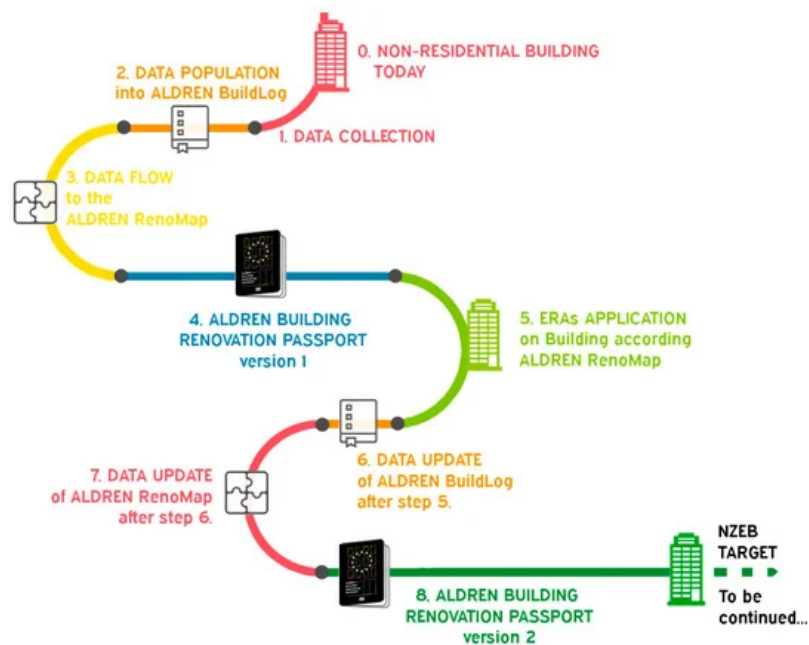 0. NON-RESIDENTIAL BUILDING
TODAY
2. DATA POPULATION
into ALDREN BuildLog
1. DATA COLLECTION
3. DATA FLOW
to the
ALDREN RenoMap
4. ALDREN BUILDING
RENOVATION PASSPORT
version 1
5. ERAs APPLICATION
on Building according
ALDREN RenoMap
6. DATA UPDATE
of ALDREN BuildLog
after step 5.
7. DATA UPDATE
of ALDREN RenoMap
after step 6.
8. ALDREN BUILDING
RENOVATION PASSPORT
version 2
NZEB
TARGET
To be
continued...